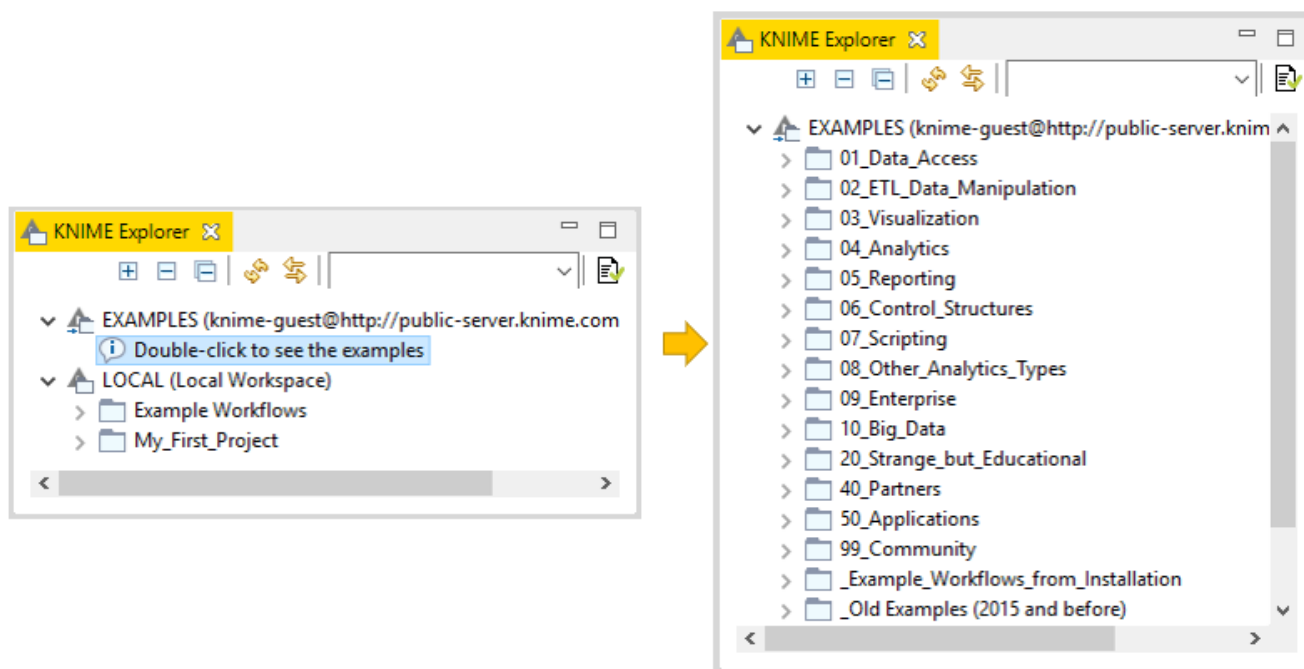 KNIME Explorer
EXAMPLES (knime-guest@http://public-server.knime.com
Double-click to see the examples
LOCAL (Local Workspace)
Example Workflows
My_First_Project
KNIME Explorer
EXAMPLES (knime-guest@http://public-server.knim
01_Data_Access
02_ETL_Data_Manipulation
03_Visualization
04_Analytics
05_Reporting
06_Control_Structures
07_Scripting
08_Other_Analytics_Types
09_Enterprise
10_Big_Data
20_Strange_but_Educational
40_Partners
50_Applications
99_Community
_Example_Workflows_from_Installation
_Old Examples (2015 and before)